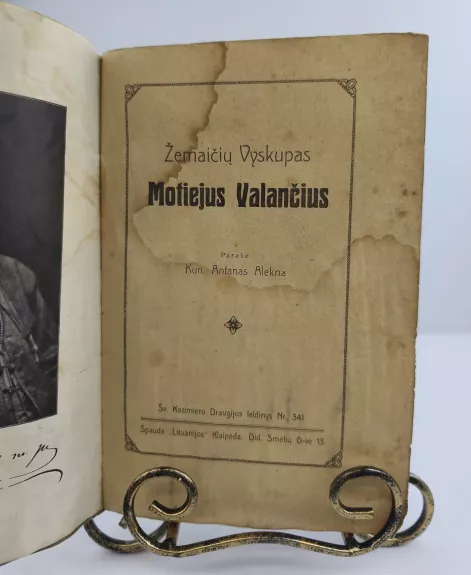 Žemaičių Vyskupas
Motiejus Valančius
Parašė
Kun. Antanas Alekna
Šv. Kazimiero Draugijos leidinys Nr. 341
Spauda „Lituanijos" Klaipėda. Did. Smėlių G-vė 13